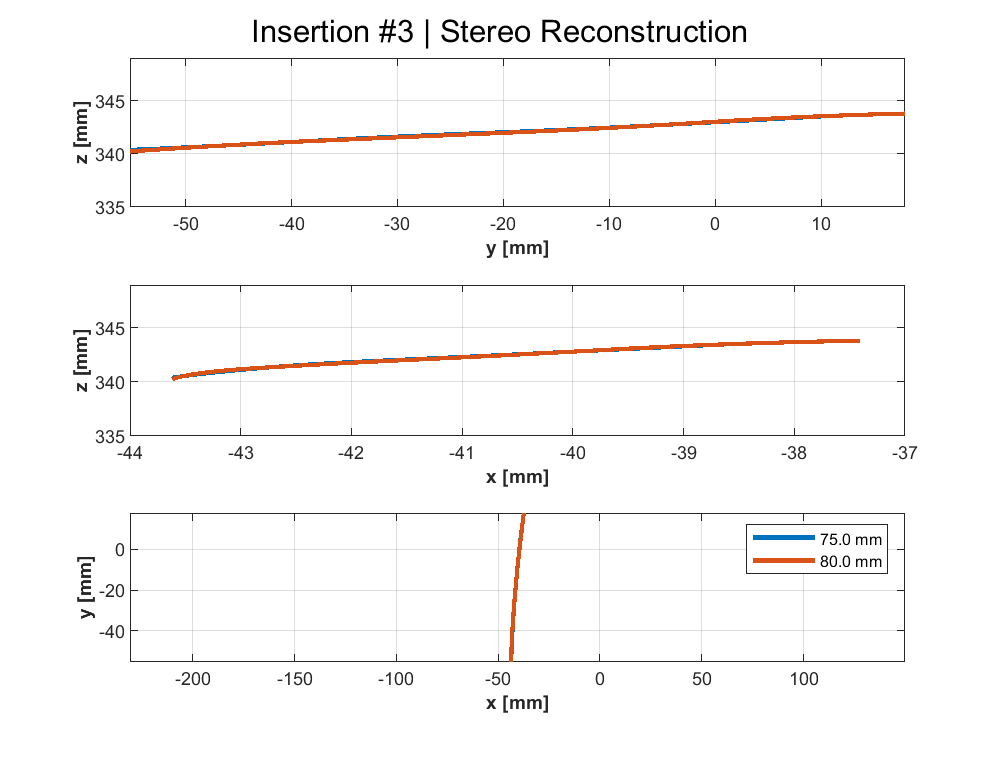 Insertion #3 | Stereo Reconstruction
345
340
335
z [mm]
-50 -40 -30 -20 -10 0 10
y [mm]
345
340
335
z [mm]
-44 -43 -42 -41 -40 -39 -38 -37
x [mm]
0
-20
-40
y [mm]
75.0 mm
80.0 mm
-200 -150 -100 -50 0 50 100
x [mm]